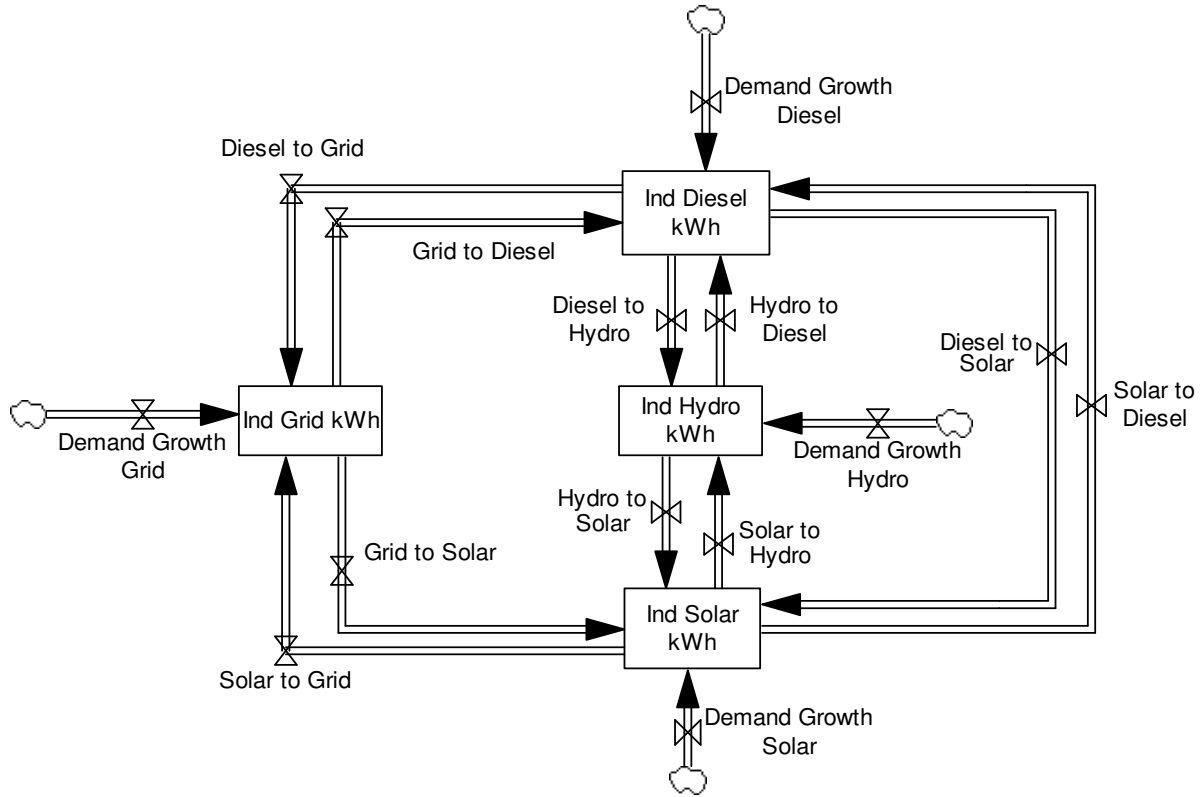 Demand Growth
Diesel
Diesel to Grid
Ind Diesel
kWh
Grid to Diesel
Diesel to
Hydro
Hydro to
Diesel
Diesel to
Solar
Solar to
Diesel
Ind Grid kWh
Ind Hydro
kWh
Demand Growth
Grid
Demand Growth
Hydro
Hydro to
Solar
Solar to
Hydro
Grid to Solar
Ind Solar
kWh
Solar to Grid
Demand Growth
Solar